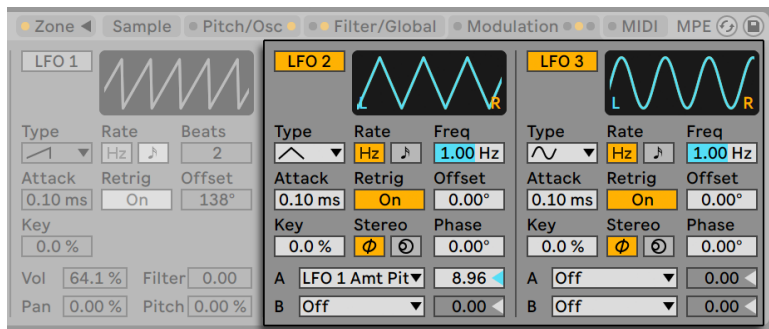 Zone Sample Pitch/Osc Filter/Global Modulation MIDI MPE
LFO 1
Type Rate Beats
Hz 2
Attack Retrig Offset
0.10 ms On 138°
Key
0.0 %
Vol 64.1 % Filter 0.00
Pan 0.00 % Pitch 0.00 %
LFO 2
L R
Type Rate Freq
Hz 1.00 Hz
Attack Retrig Offset
0.10 ms On 0.00°
Key Stereo Phase
0.0 % 0.00°
A LFO 1 Amt Pit 8.96
B Off 0.00
LFO 3
L R
Type Rate Freq
Hz 1.00 Hz
Attack Retrig Offset
0.10 ms On 0.00°
Key Stereo Phase
0.0 % 0.00°
A Off 0.00
B Off 0.00